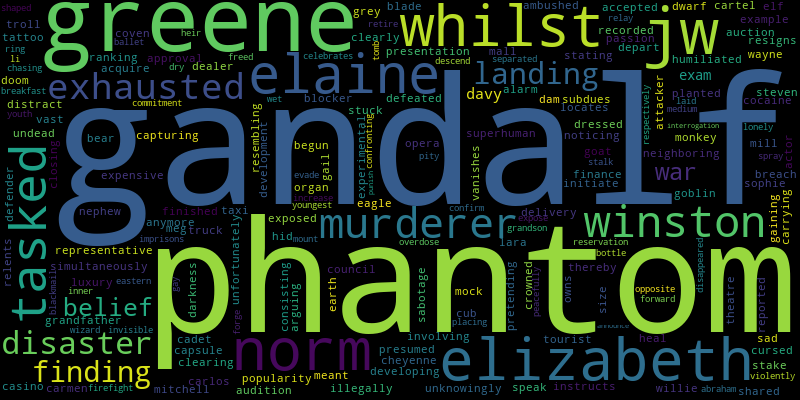 shaped
greene
whilst
jw
grey
blade
ambushed
accepted
dwarf
cartel
elf
troll
coven
heir
relay
example
tattoo
ballet
clearly
recorded
auction
ring
ranking
freed
celebrates
retire
presentation
mall
passion
resigns
li
approval
tomb
stating
depart
wayne
chasing
dry
dealer
descend
separated
humiliated
doom
acquire
elaine
landing
exam
steven
breakfast
exhausted
wet
blocker
davy
alarm
dam
subdues
laid
planted
cocaine
youth
commitment
stuck
defeated
locates
medium
attacker
distract
gandalf
vast
capturing
resembling
development
begun
experimental
confronting
opera
superhuman
dressed
respectively
interrogation
lonely
undead
bear
gail
pity
vanishes
noticing
monkey
mill
spray
actor
tasked
closing
expensive
evade
organ
punish
eagle
goat
stalk
neighboring
breach
defender
nephew
finished
increase
youngest
finance
war
sophie
initiate
goblin
gaining
carrying
relents
anymore
meg
truck
taxi
exposed
murderer
confirm
delivery
expose
winston
belief
representative
imprisons
unfortunately
hid
mount
overdose
lara
grandson
reservation
disappeared
simultaneously
phantom
bottle
blackmail
luxury
eastern
gay
darkness
consisting
arguing
earth
council
sabotage
pretending
crowned
peacefully
owns
thereby
size
opposite
forward
theatre
reported
inner
grandfather
mock
wizard
invisible
cadet
forge
cub
placing
involving
tourist
announce
heal
sad
disaster
capsule
norm
presumed
elizabeth
cursed
finding
clearing
cheyenne
developing
stake
casino
carmen
firefight
mitchell
carlos
popularity
audition
meant
illegally
unknowingly
speak
instructs
willie
abraham
violently
shared